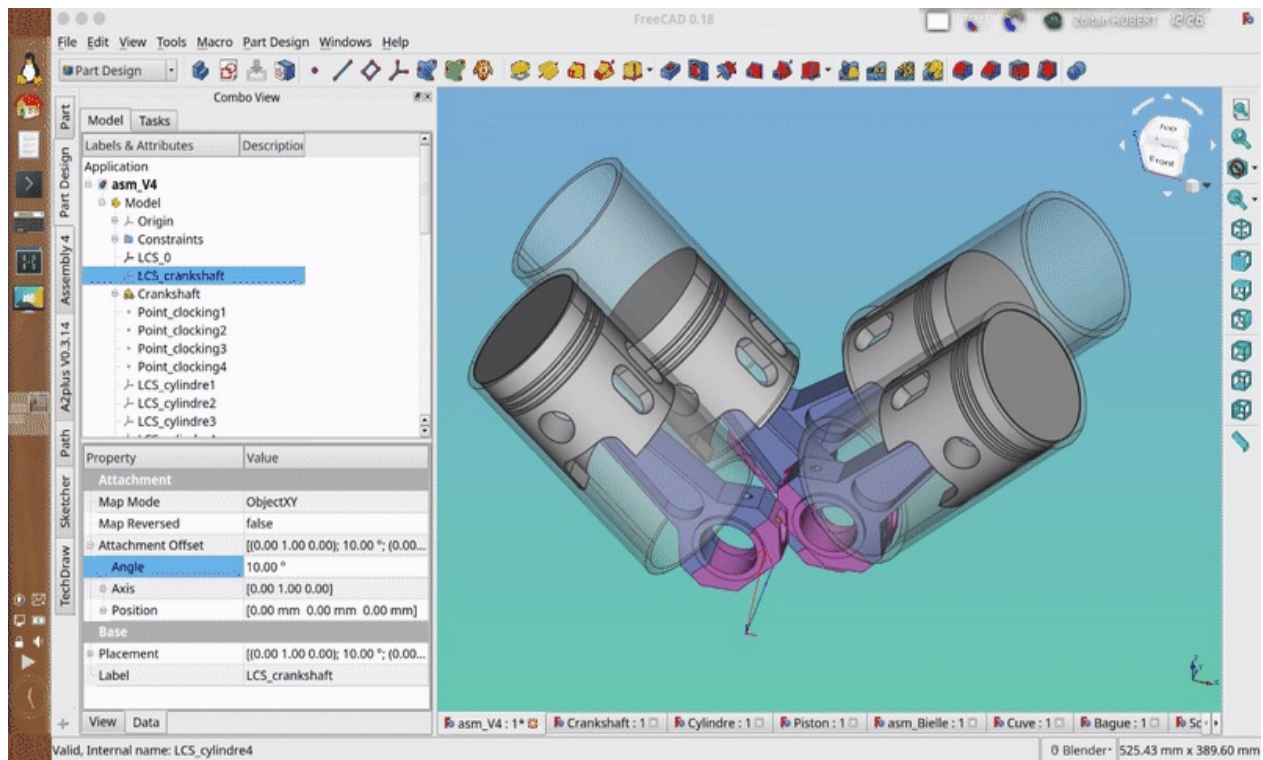 FreeCAD 0.18
12:26
File Edit View Tools Macro Part Design Windows Help
Part Design
Combo View
Model Tasks
Labels & Attributes Description
Application
asm_V4
Model
Origin
Constraints
LCS_0
LCS_crankshaft
Crankshaft
Point_clocking1
Point_clocking2
Point_clocking3
Point_clocking4
LCS_cylindre1
LCS_cylindre2
LCS_cylindre3
Part
Part Design
Assembly 4
A2plus V0.3.14
Path
Sketcher
TechDraw
Property Value
Attachment
Map Mode ObjectXY
Map Reversed false
Attachment Offset [(0.00 1.00 0.00); 10.00 °; (0.00...
Angle 10.00 °
Axis [0.00 1.00 0.00]
Position [0.00 mm 0.00 mm 0.00 mm]
Base
Placement [(0.00 1.00 0.00); 10.00 °; (0.00...
Label LCS_crankshaft
View Data
Top
Front
asm_V4 : 1* Crankshaft : 1 Cylindre : 1 Piston : 1 asm_Bielle : 1 Cuve : 1 Bague : 1 Sc
Valid, Internal name: LCS_cylindre4
Blender 525.43 mm x 389.60 mm